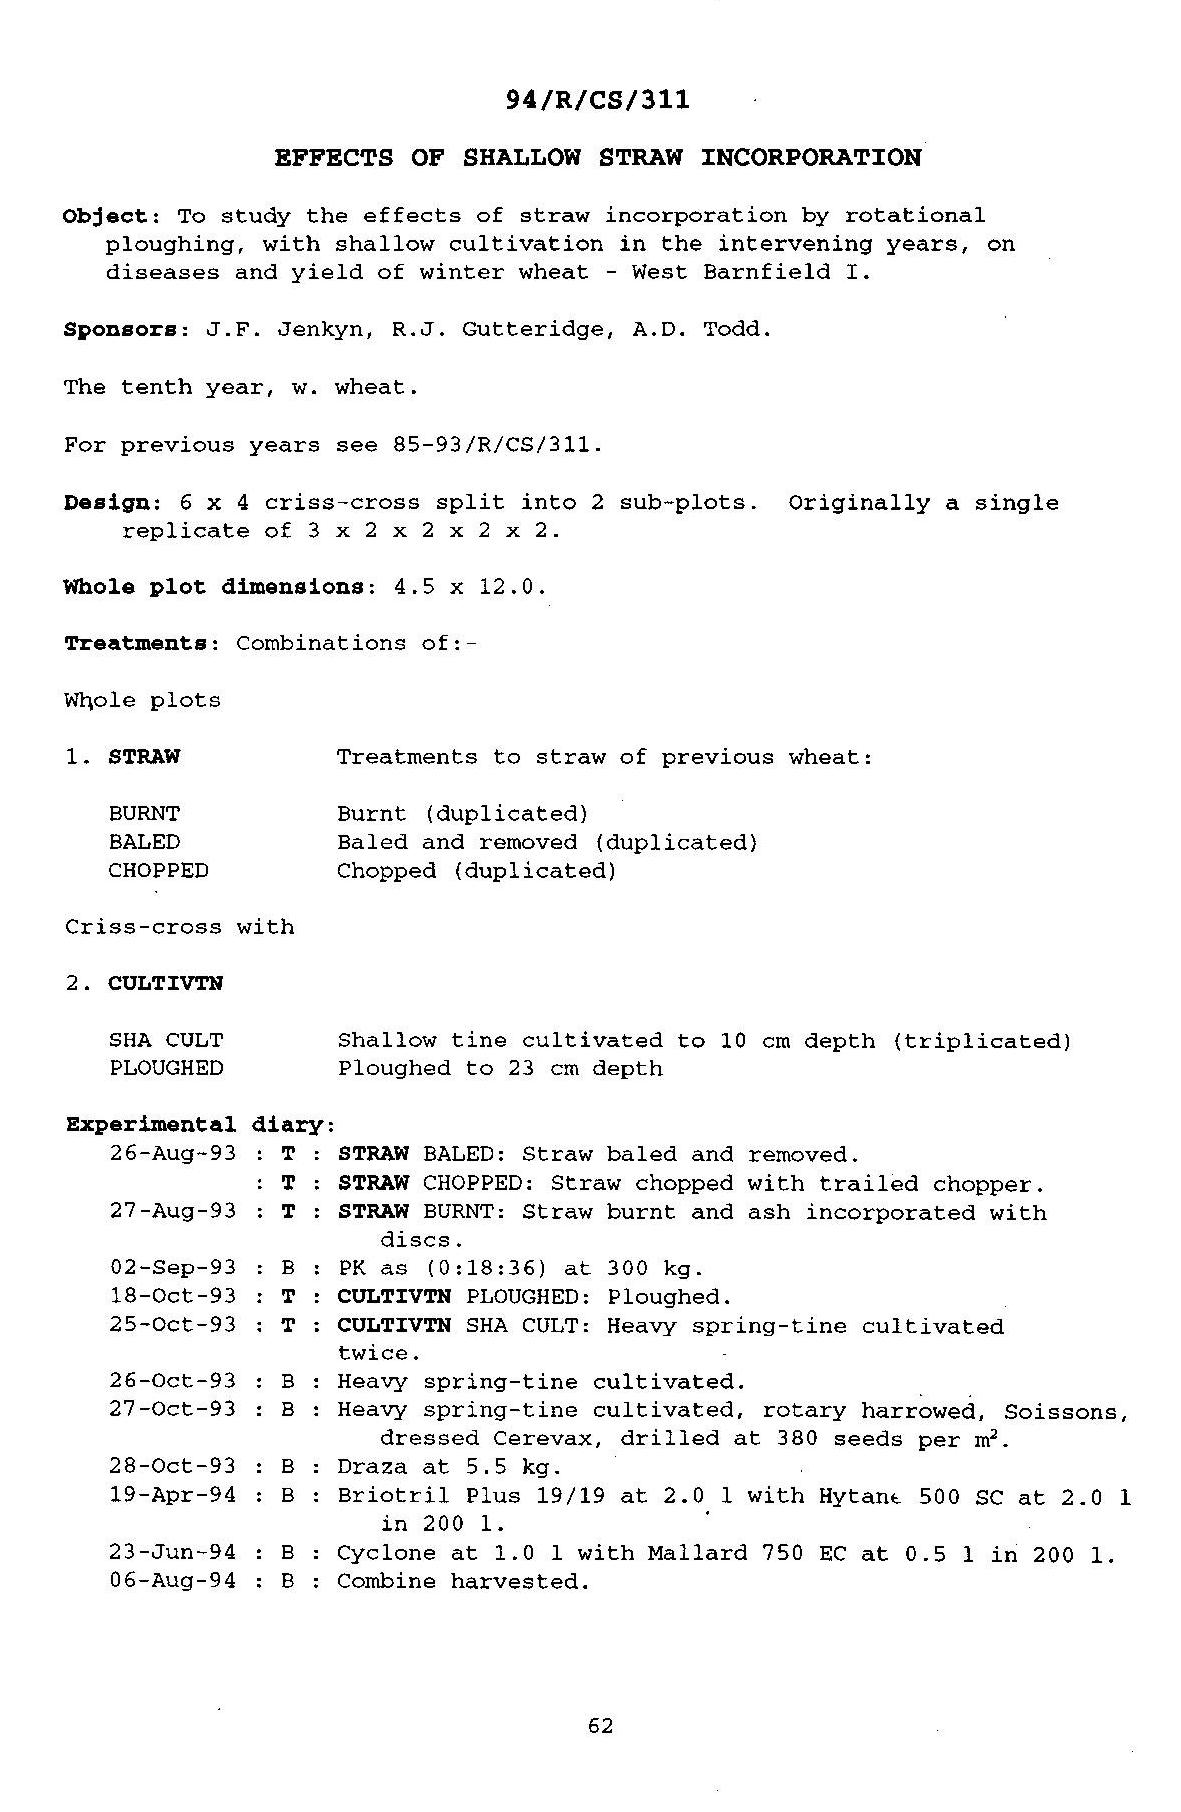 94/R/CS/311
EFFECTS OF SHALLOW STRAW INCORPORATION
Object: To study the effects of straw incorporation by rotational
ploughing, with shallow cultivation in the intervening years, on
diseases and yield of winter wheat - West Barnfield I.
Sponsors: J.F. Jenkyn, R.J. Gutteridge, A.D. Todd.
The tenth year, w. wheat.
For previous years see 85-93/R/CS/311.
Design: 6 x 4 criss-cross split into 2 sub-plots. Originally a single
replicate of 3 x 2 x 2 x 2 x 2.
Whole plot dimensions: 4.5 x 12.0.
Treatments: Combinations of:-
Whole plots
1. STRAW Treatments to straw of previous wheat:
BURNT Burnt (duplicated)
BALED Baled and removed (duplicated)
CHOPPED Chopped (duplicated)
Criss-cross with
2. CULTIVTN
SHA CULT Shallow tine cultivated to 10 cm depth (triplicated)
PLOUGHED Ploughed to 23 cm depth
Experimental diary:
26-Aug-93 : T : STRAW BALED: Straw baled and removed.
: T : STRAW CHOPPED: Straw chopped with trailed chopper.
27-Aug-93 : T : STRAW BURNT: Straw burnt and ash incorporated with
discs.
02-Sep-93 : B : PK as (0:18:36) at 300 kg.
18-Oct-93 : T : CULTIVTN PLOUGHED: Ploughed.
25-Oct-93 : T : CULTIVTN SHA CULT: Heavy spring-tine cultivated
twice.
26-Oct-93 : B : Heavy spring-tine cultivated.
27-Oct-93 : B : Heavy spring-tine cultivated, rotary harrowed, Soissons,
dressed Cerevax, drilled at 380 seeds per m².
28-Oct-93 : B : Draza at 5.5 kg.
19-Apr-94 : B : Briotril Plus 19/19 at 2.0 l with Hytane 500 SC at 2.0 l
in 200 l.
23-Jun-94 : B : Cyclone at 1.0 l with Mallard 750 EC at 0.5 l in 200 l.
06-Aug-94 : B : Combine harvested.
62